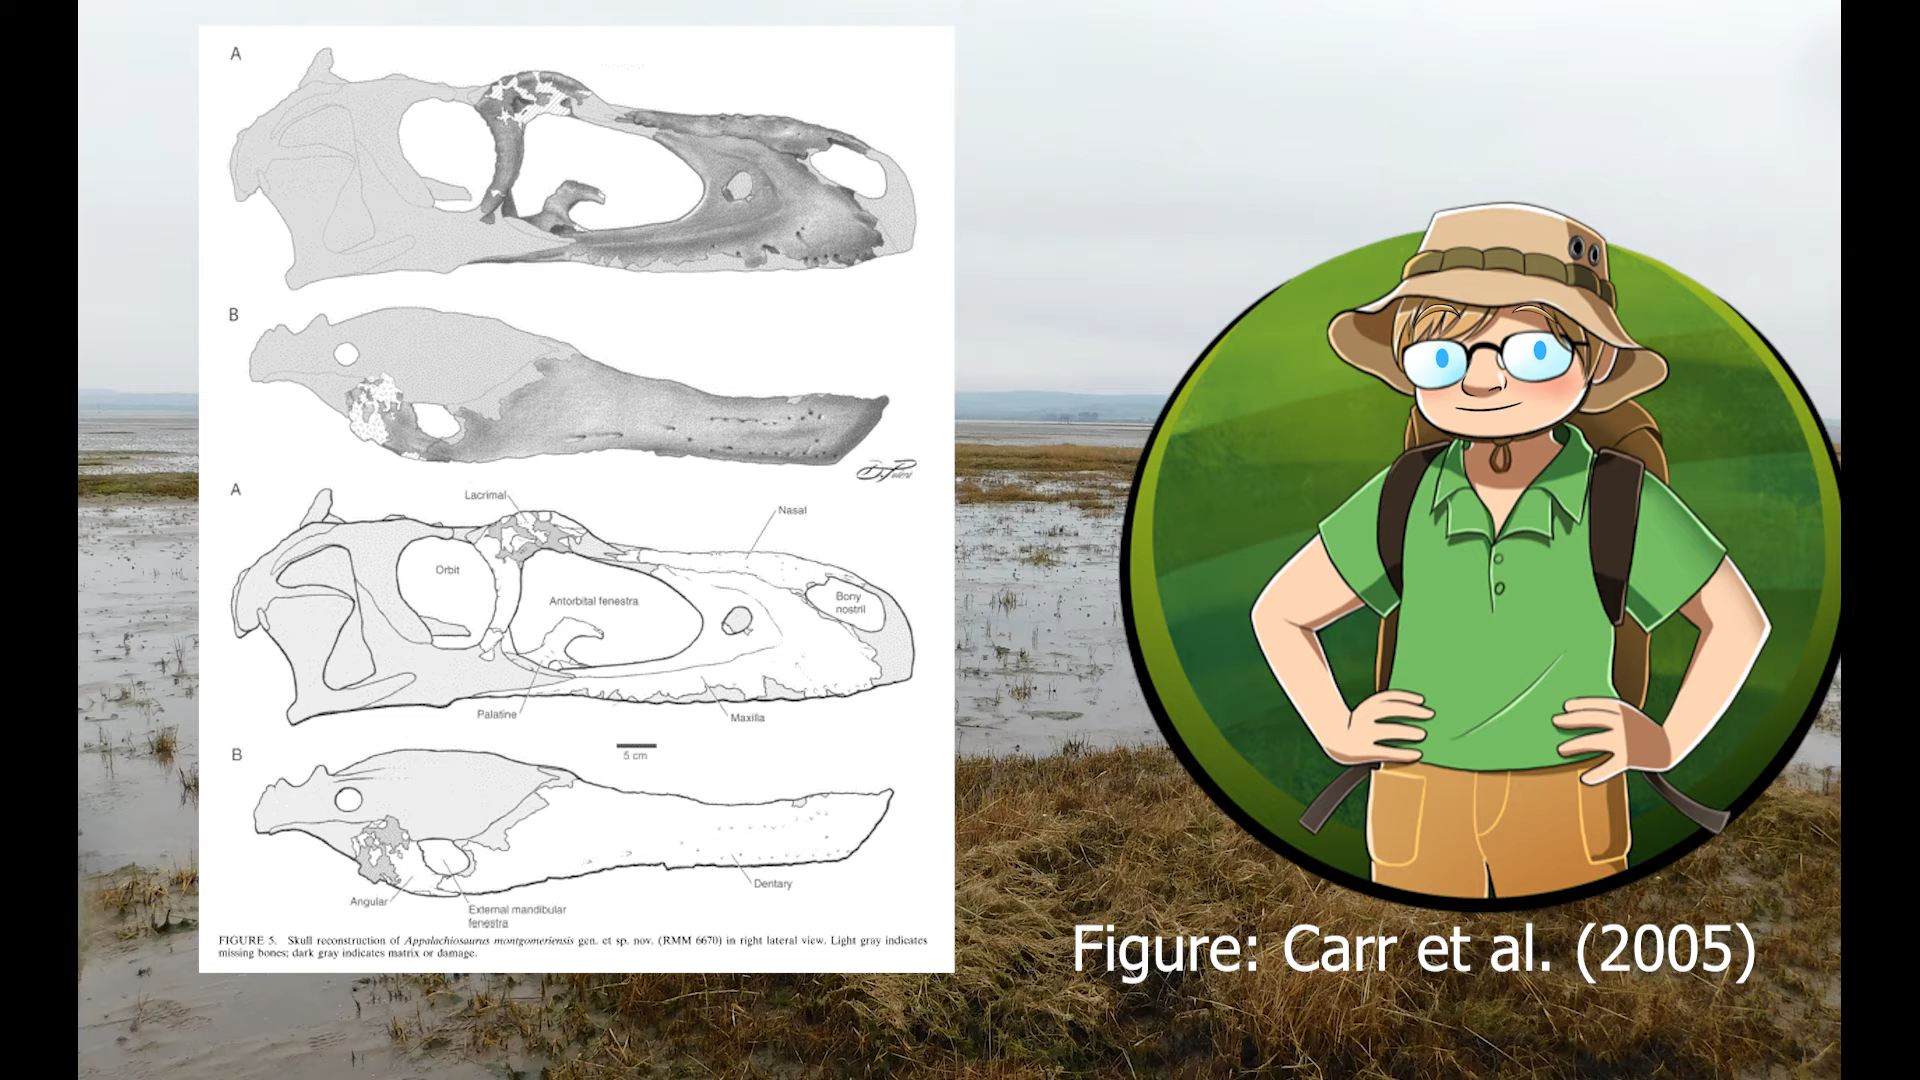 A
B
A
Lacrimal
Nasal
Orbit
Antorbital fenestra
Bony
nostril
Palatine
Maxilla
5 cm
B
Dentary
Angular
External mandibular
fenestra
FIGURE 5. Skull reconstruction of Appalachiosaurus montgomeriensis gen. et sp. nov. (RMM 6670) in right lateral view. Light gray indicates
missing bones; dark gray indicates matrix or damage.
Figure: Carr et al. (2005)